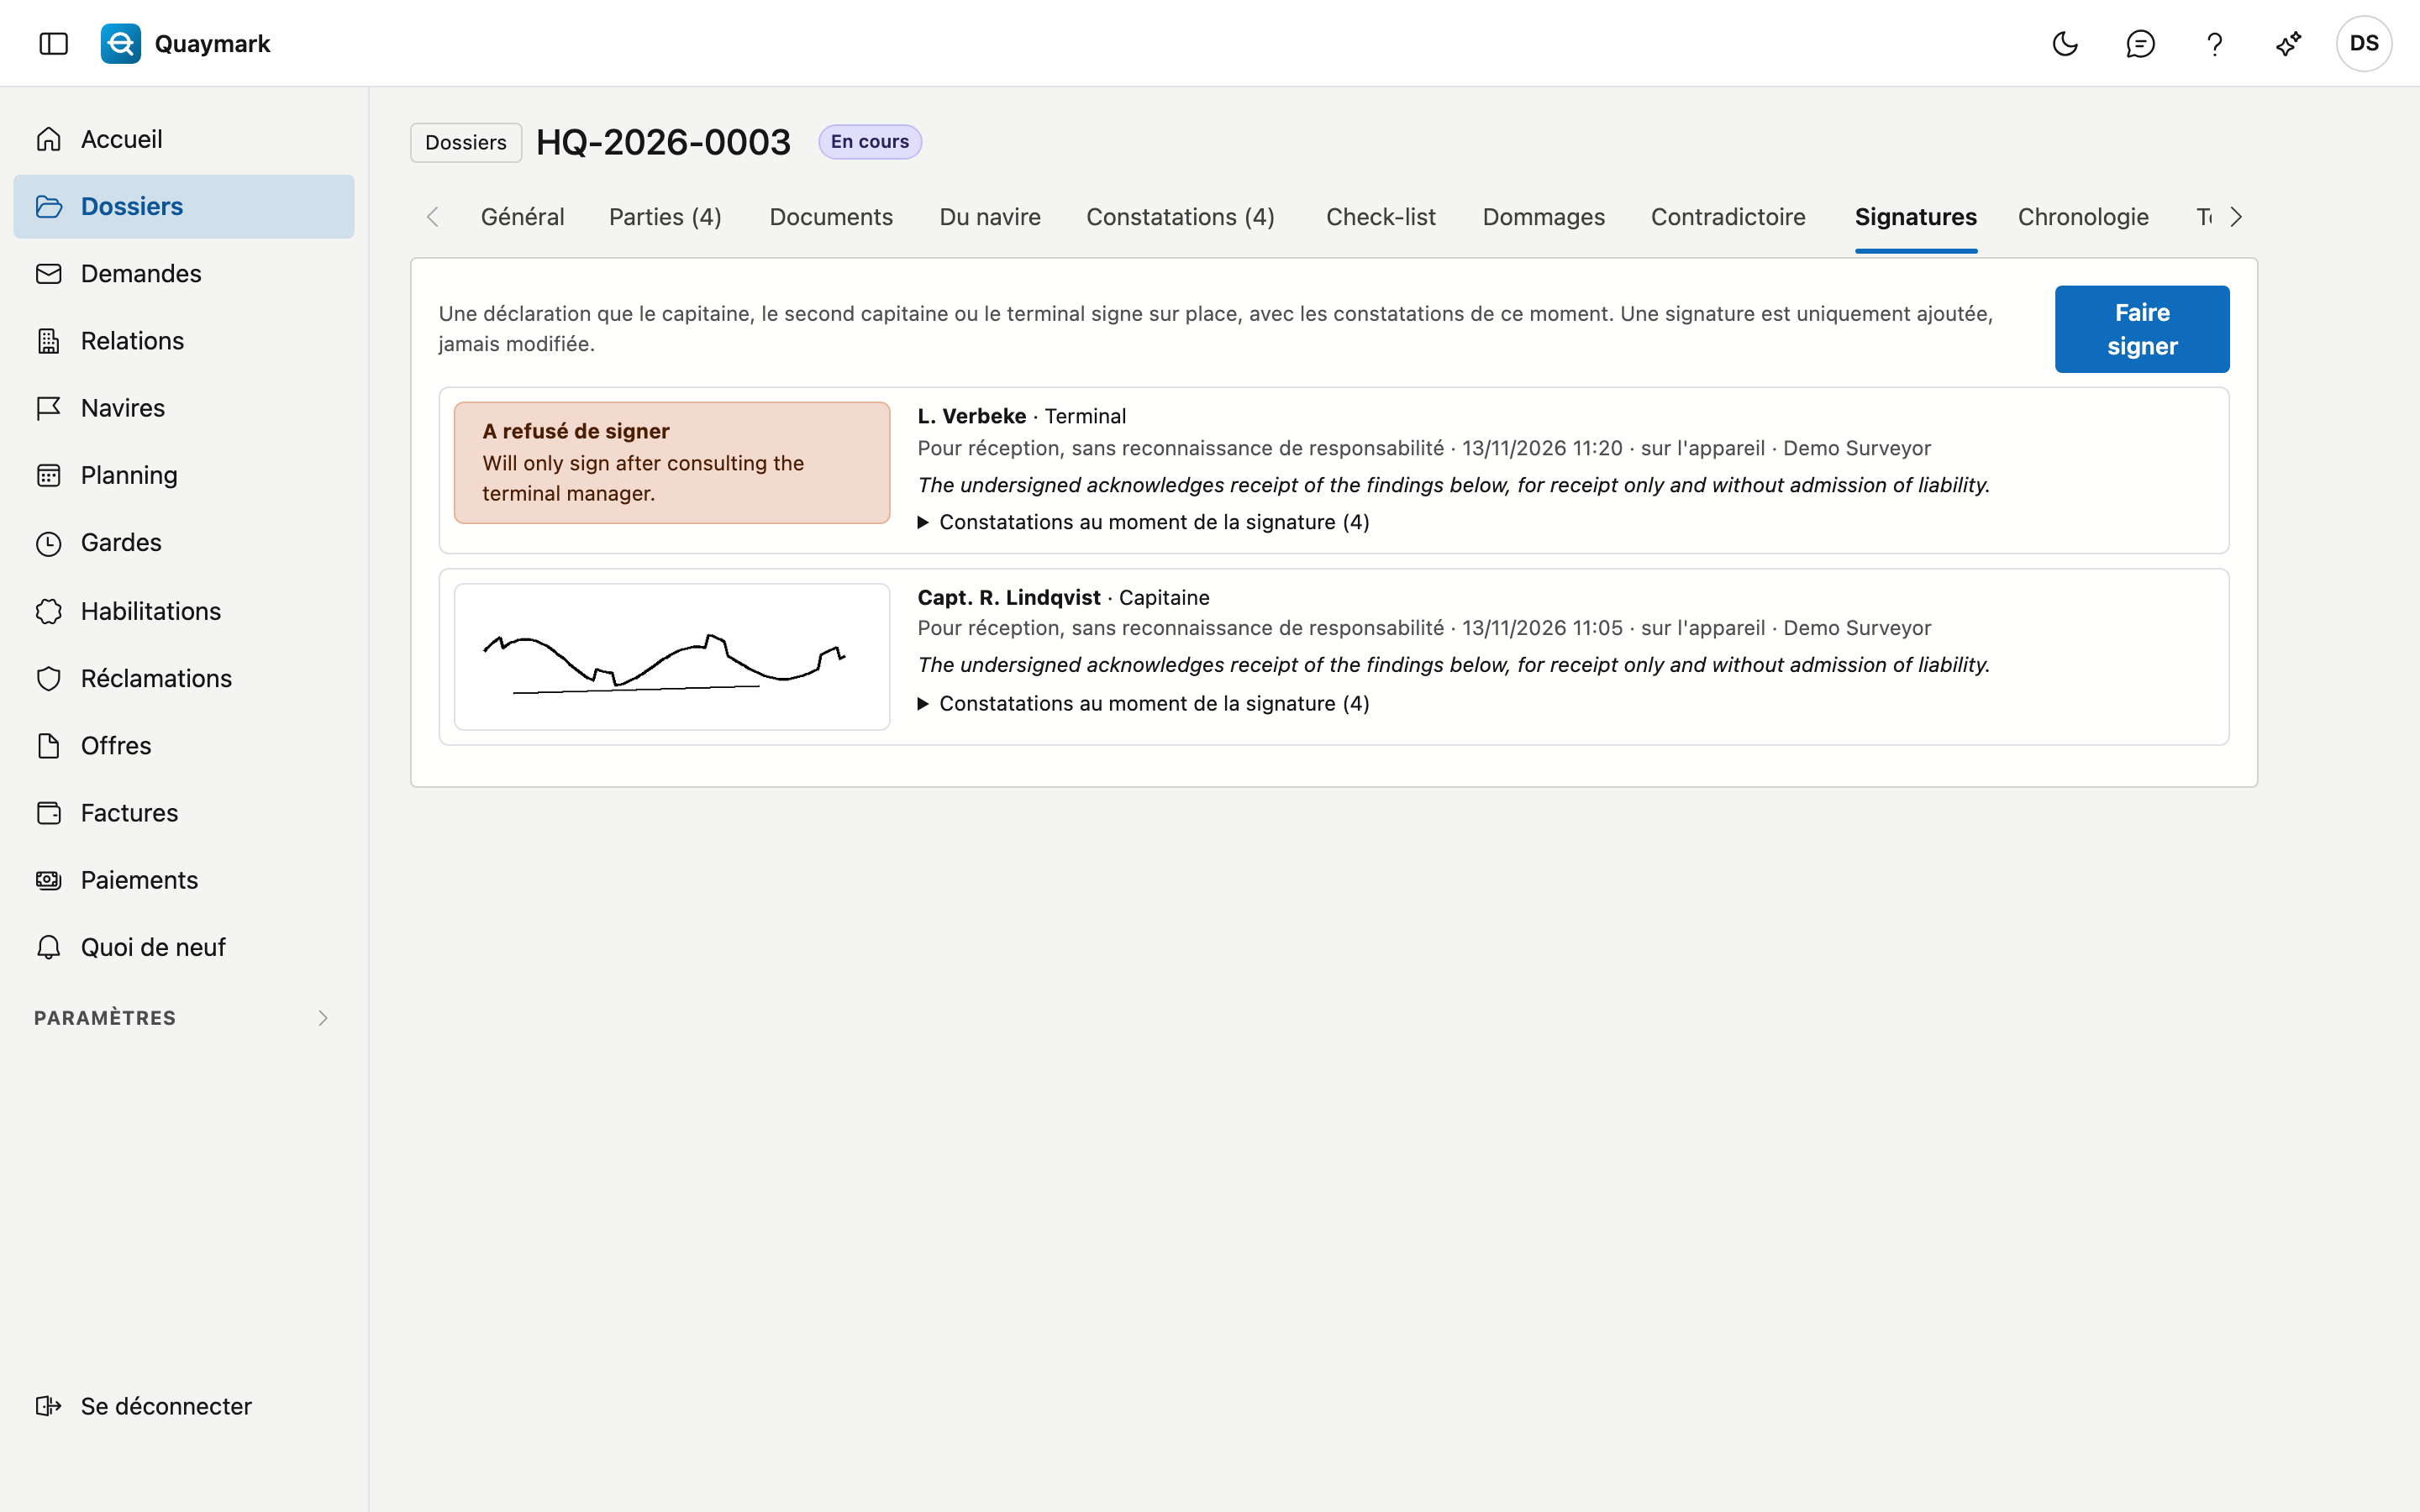 Quaymark
DS
Accueil
Dossiers
Demandes
Relations
Navires
Planning
Gardes
Habilitations
Réclamations
Offres
Factures
Paiements
Quoi de neuf
PARAMÈTRES
Se déconnecter
Dossiers HQ-2026-0003 En cours
Général Parties (4) Documents Du navire Constatations (4) Check-list Dommages Contradictoire Signatures Chronologie
Une déclaration que le capitaine, le second capitaine ou le terminal signe sur place, avec les constatations de ce moment. Une signature est uniquement ajoutée,
jamais modifiée.
Faire
signer
A refusé de signer
Will only sign after consulting the
terminal manager.
L. Verbeke · Terminal
Pour réception, sans reconnaissance de responsabilité · 13/11/2026 11:20 · sur l'appareil · Demo Surveyor
The undersigned acknowledges receipt of the findings below, for receipt only and without admission of liability.
Constatations au moment de la signature (4)
Capt. R. Lindqvist · Capitaine
Pour réception, sans reconnaissance de responsabilité · 13/11/2026 11:05 · sur l'appareil · Demo Surveyor
The undersigned acknowledges receipt of the findings below, for receipt only and without admission of liability.
Constatations au moment de la signature (4)